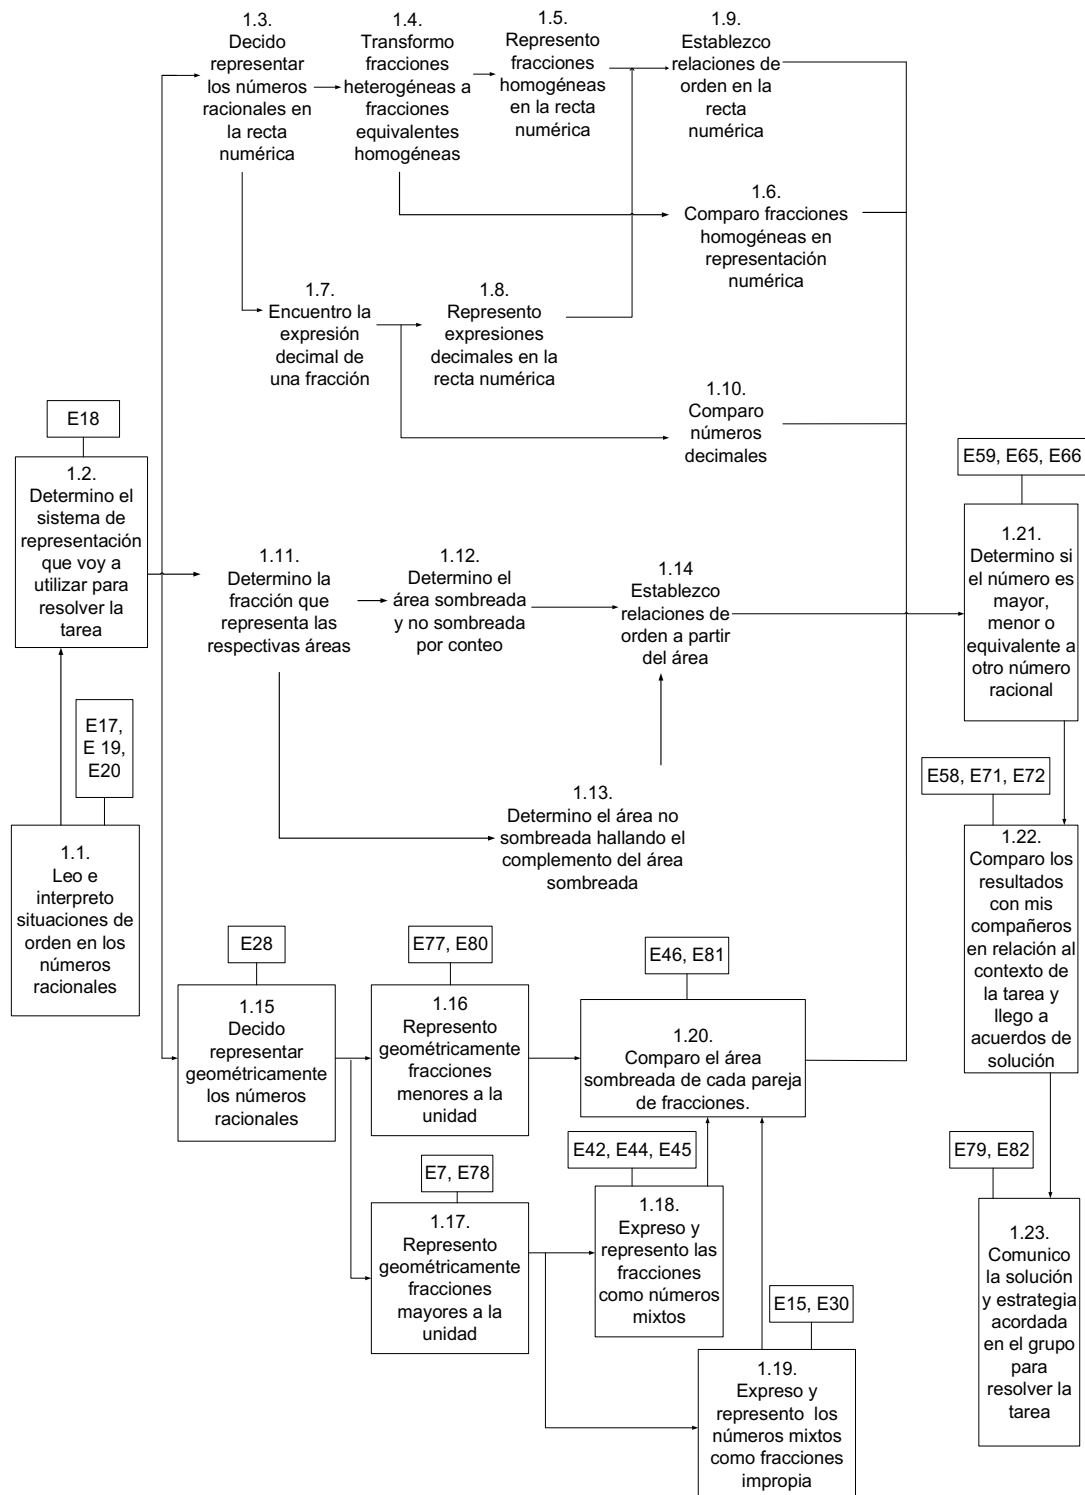 1.3.
Decido
representar
los números
racionales en
la recta
numérica
1.4.
Transformo
fracciones
heterogéneas a
fracciones
equivalentes
homogéneas
1.5.
Represento
fracciones
homogéneas
en la recta
numérica
1.9.
Establezco
relaciones de
orden en la
recta
numérica
1.6.
Comparo fracciones
homogéneas en
representación
numérica
1.7.
Encuentro la
expresión
decimal de
una fracción
1.8.
Represento
expresiones
decimales en la
recta numérica
1.10.
Comparo
números
decimales
E18
1.2.
Determino el
sistema de
representación
que voy a
utilizar para
resolver la
tarea
E17,
E 19,
E20
1.1.
Leo e
interpreto
situaciones de
orden en los
números
racionales
1.11.
Determino la
fracción que
representa las
respectivas áreas
1.12.
Determino el
área sombreada
y no sombreada
por conteo
1.14
Establezco
relaciones de
orden a partir
del área
1.13.
Determino el área no
sombreada hallando el
complemento del área
sombreada
E28
1.15
Decido
representar
geométricamente
los números
racionales
E77, E80
1.16
Represento
geométricamente
fracciones
menores a la
unidad
E46, E81
1.20.
Comparo el área
sombreada de cada pareja
de fracciones.
E7, E78
1.17.
Represento
geométricamente
fracciones
mayores a la
unidad
E42, E44, E45
1.18.
Expreso y
represento las
fracciones
como números
mixtos
E15, E30
1.19.
Expreso y
represento los
números mixtos
como fracciones
impropia
E59, E65, E66
1.21.
Determino si
el número es
mayor,
menor o
equivalente a
otro número
racional
E58, E71, E72
1.22.
Comparo los
resultados
con mis
compañeros
en relación al
contexto de
la tarea y
llego a
acuerdos de
solución
E79, E82
1.23.
Comunico
la solución
y estrategia
acordada
en el grupo
para
resolver la
tarea